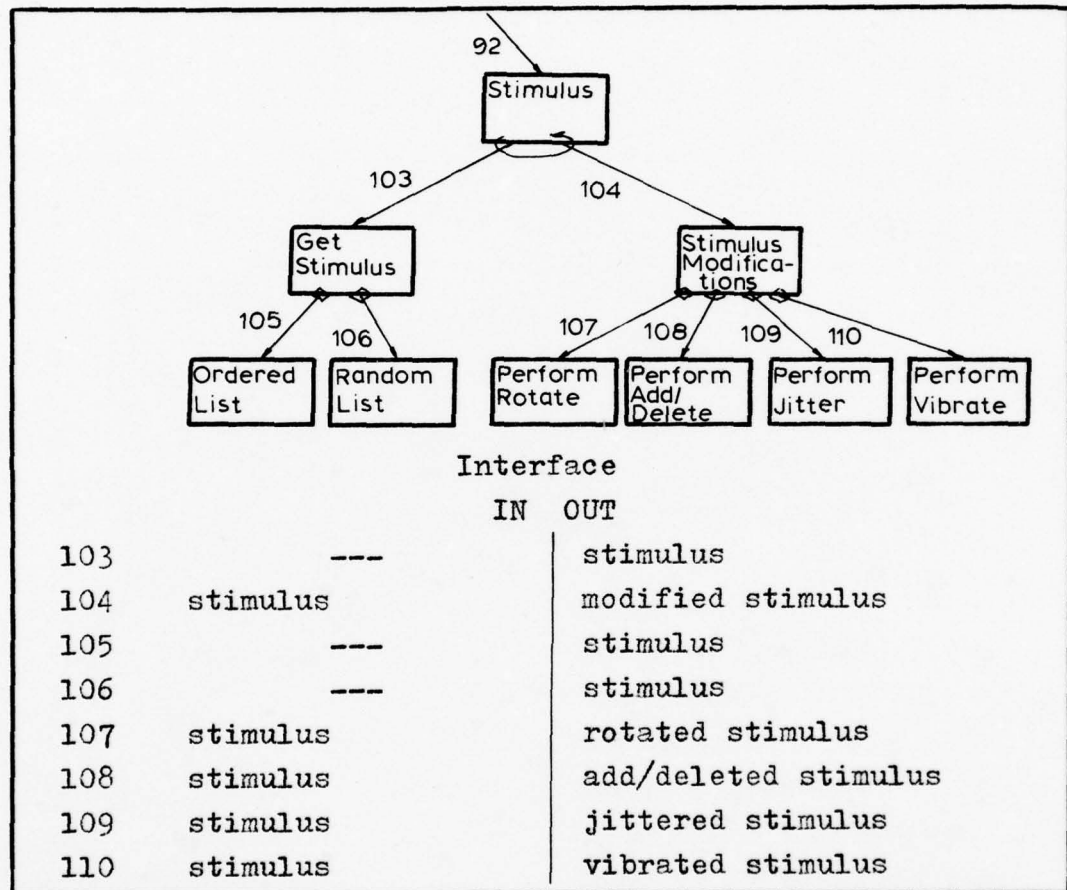 92
Stimulus
103
104
Get
Stimulus
Stimulus
Modifica-
tions
105
106
107
108
109
110
Ordered
List
Random
List
Perform
Rotate
Perform
Add/
Delete
Perform
Jitter
Perform
Vibrate
Interface
IN OUT
103 --- stimulus
104 stimulus modified stimulus
105 --- stimulus
106 --- stimulus
107 stimulus rotated stimulus
108 stimulus add/deleted stimulus
109 stimulus jittered stimulus
110 stimulus vibrated stimulus